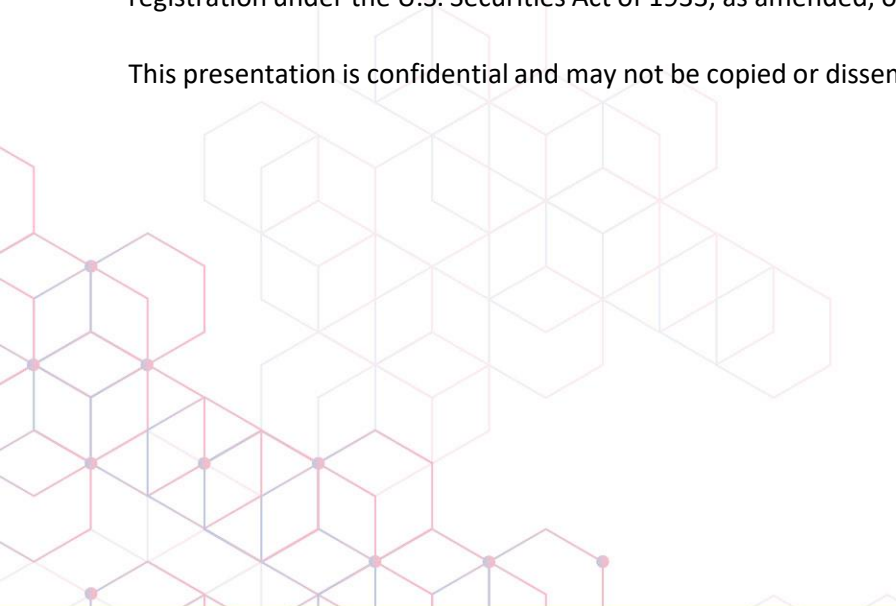 registration under the U.S. Securities Act of 1933, as amended, o
This presentation is confidential and may not be copied or dissem